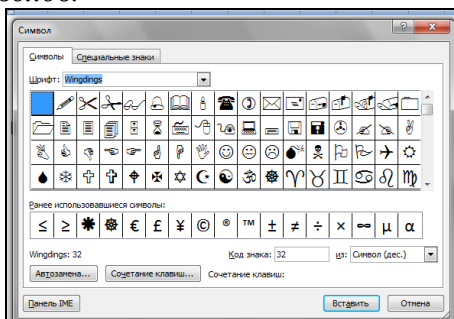 Символ
Символы Специальные знаки
Шрифт: Wingdings
Ранее использовавшиеся символы:
≤ ≥ ✱ ☸ € £ ¥ © ® ™ ± ≠ ÷ × ∞ µ α
Wingdings: 32 Код знака: 32 из: Символ (дес.)
Автозамена... Сочетание клавиш... Сочетание клавиш:
Панель IME Вставить Отмена